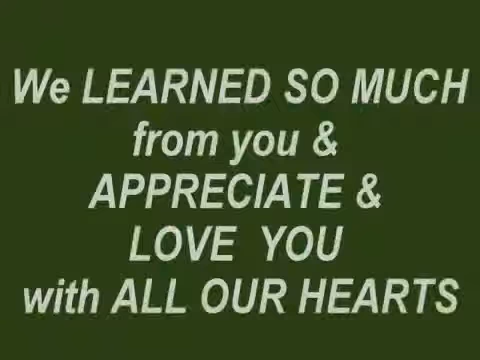 We LEARNED SO MUCH
from you &
APPRECIATE &
LOVE  YOU
with ALL OUR HEARTS